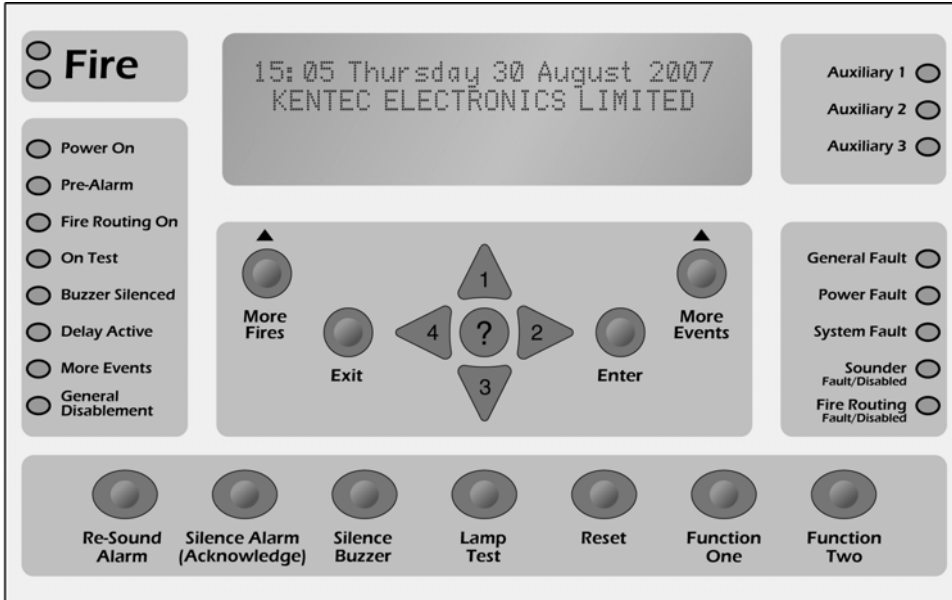 Fire
15:05 Thursday 30 August 2007
KENTEC ELECTRONICS LIMITED
Auxiliary 1
Auxiliary 2
Auxiliary 3
Power On
Pre-Alarm
Fire Routing On
On Test
Buzzer Silenced
Delay Active
More Events
General
Disablement
More
Fires
Exit
1
4
?
2
3
Enter
More
Events
General Fault
Power Fault
System Fault
Sounder
Fault/Disabled
Fire Routing
Fault/Disabled
Re-Sound
Alarm
Silence Alarm
(Acknowledge)
Silence
Buzzer
Lamp
Test
Reset
Function
One
Function
Two